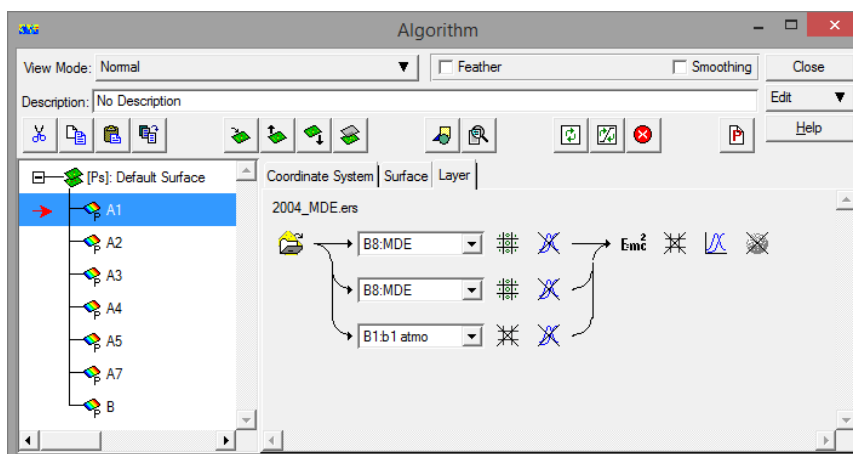 Algorithm
View Mode: Normal
Feather
Smoothing
Close
Description: No Description
Edit
Help
[Ps]: Default Surface
Coordinate System Surface Layer
A1
2004_MDE.ers
A2
B8:MDE
Emc2
A3
B8:MDE
A4
A5
B1:b1 atmo
A7
B